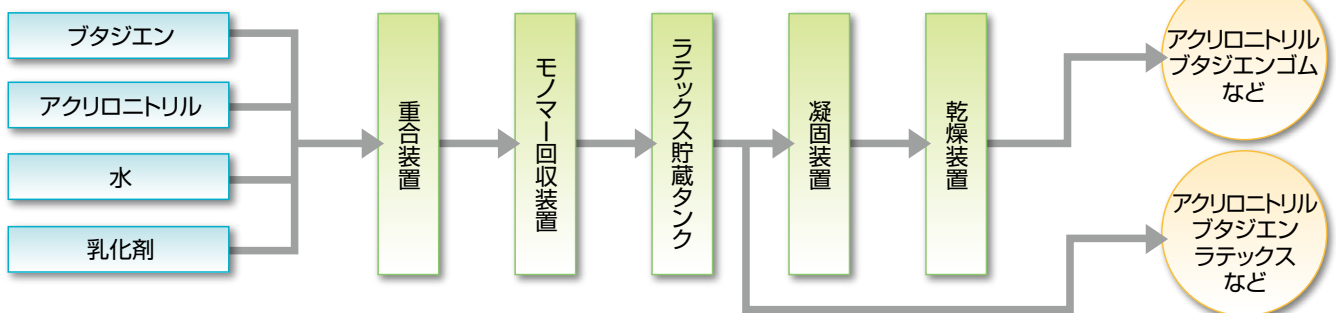 ブタジエン
アクリロニトリル
水
乳化剤
重合装置
モノマー回収装置
ラテックス貯蔵タンク
凝固装置
乾燥装置
アクリロニトリル
ブタジエンゴム
など
アクリロニトリル
ブタジエン
ラテックス
など